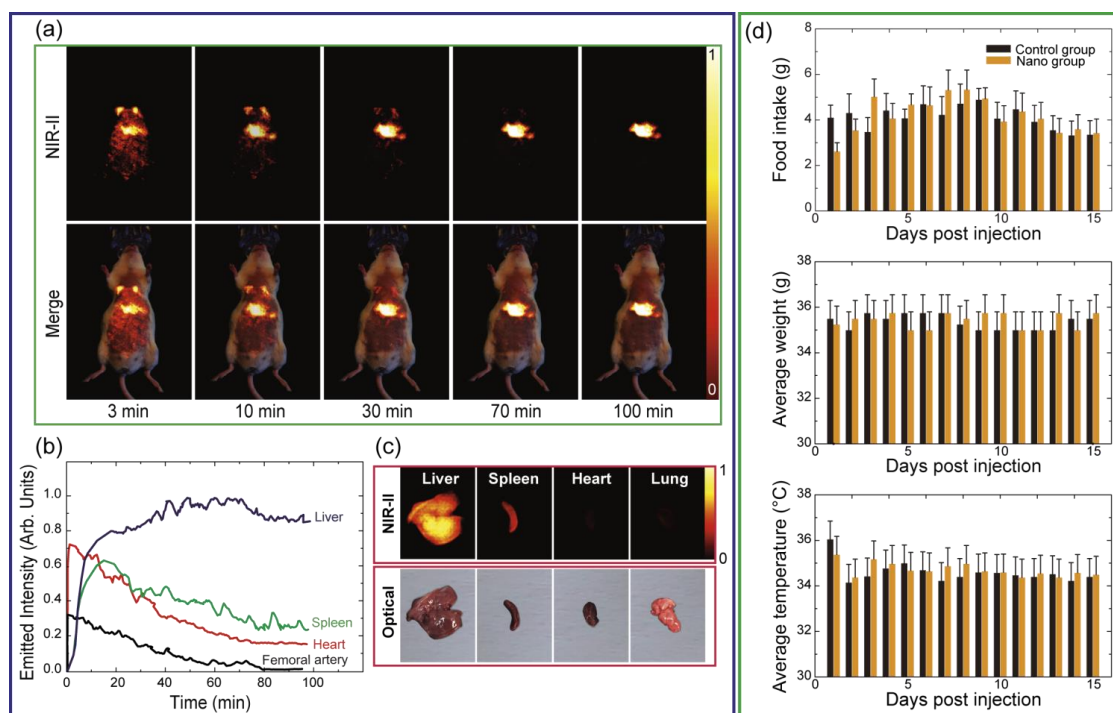 (a)
NIR-II
1
Merge
0
3 min
10 min
30 min
70 min
100 min
(b)
Emitted Intensity (Arb. Units)
1.0
0.8
0.6
0.4
0.2
0.0
Liver
Spleen
Heart
Femoral artery
0 20 40 60 80 100
Time (min)
(c)
Liver Spleen Heart Lung
NIR-II
1
0
Optical
(d)
Food intake (g)
8
6
4
2
0
Control group
Nano group
0 5 10 15
Days post injection
Average weight (g)
38
36
34
32
30
0 5 10 15
Days post injection
Average temperature (°C)
38
36
34
32
30
0 5 10 15
Days post injection